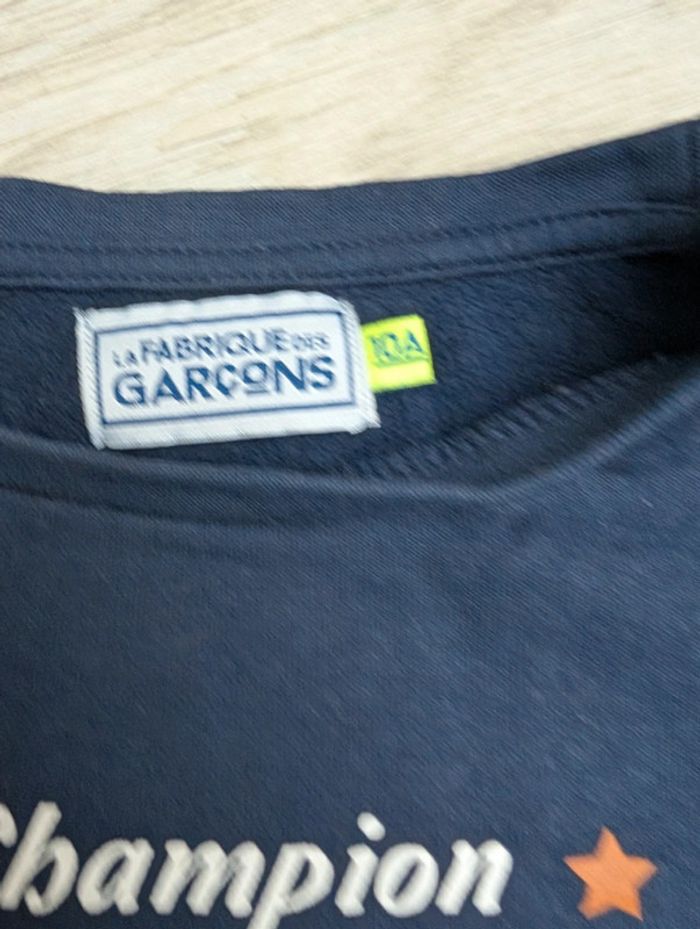 LA FABRIQUE DES
GARÇONS
10A
Champion